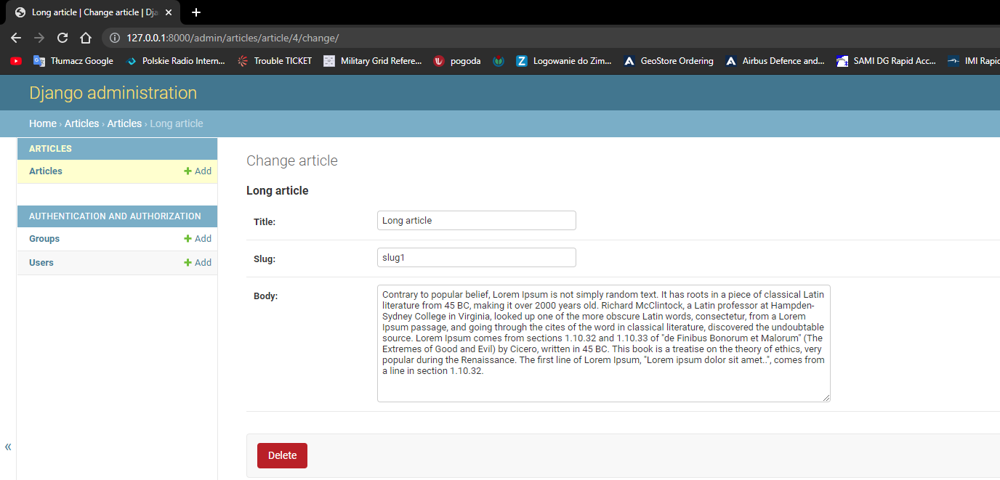 Long article | Change article | Dja
127.0.0.1:8000/admin/articles/article/4/change/
Tłumacz Google
Polskie Radio Intern...
Trouble TICKET
Military Grid Refere...
pogoda
Logowanie do Zim...
GeoStore Ordering
Airbus Defence and...
SAMI DG Rapid Acc...
IMI Rapid
Django administration
Home › Articles › Articles › Long article
ARTICLES
Articles
+ Add
AUTHENTICATION AND AUTHORIZATION
Groups
+ Add
Users
+ Add
«
Change article
Long article
Title:
Long article
Slug:
slug1
Body:
Contrary to popular belief, Lorem Ipsum is not simply random text. It has roots in a piece of classical Latin
literature from 45 BC, making it over 2000 years old. Richard McClintock, a Latin professor at Hampden-
Sydney College in Virginia, looked up one of the more obscure Latin words, consectetur, from a Lorem
Ipsum passage, and going through the cites of the word in classical literature, discovered the undoubtable
source. Lorem Ipsum comes from sections 1.10.32 and 1.10.33 of "de Finibus Bonorum et Malorum" (The
Extremes of Good and Evil) by Cicero, written in 45 BC. This book is a treatise on the theory of ethics, very
popular during the Renaissance. The first line of Lorem Ipsum, "Lorem ipsum dolor sit amet..", comes from
a line in section 1.10.32.
Delete